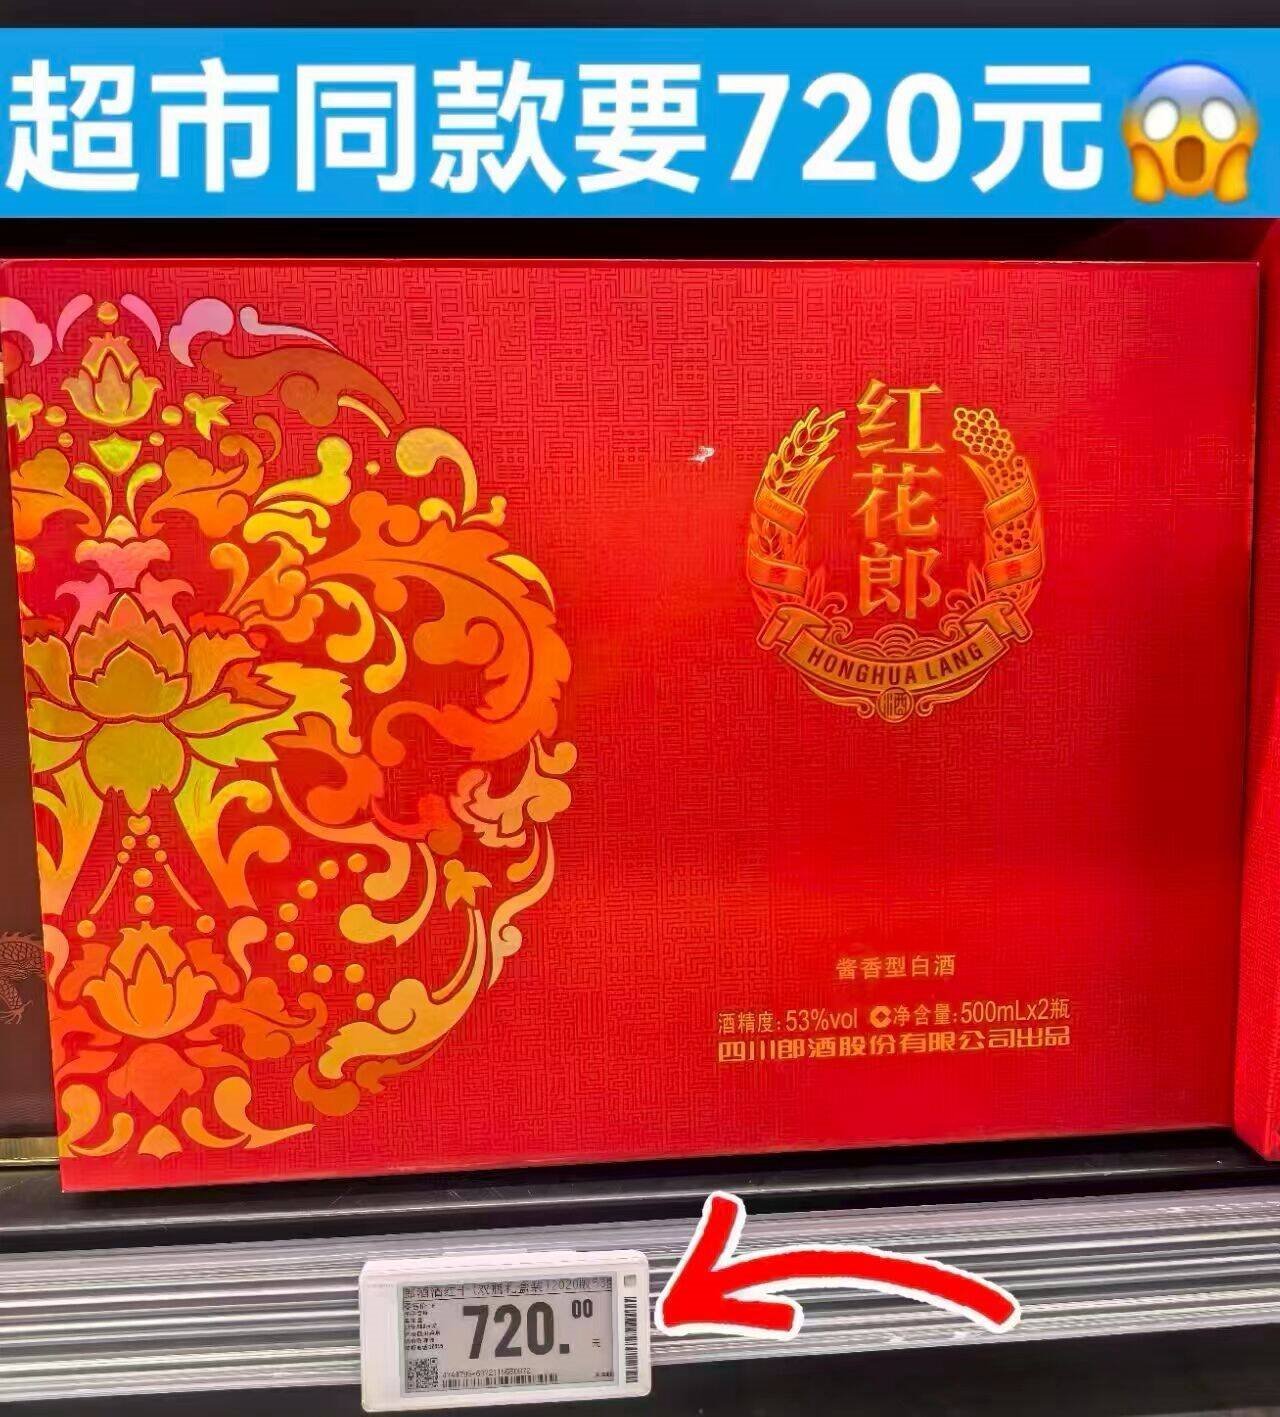 超市同款要720元
红花郎
HONGHUA LANG
酒
酱香型白酒
酒精度:53%vol 净含量:500mLx2瓶
四川郎酒股份有限公司出品
720.00
元